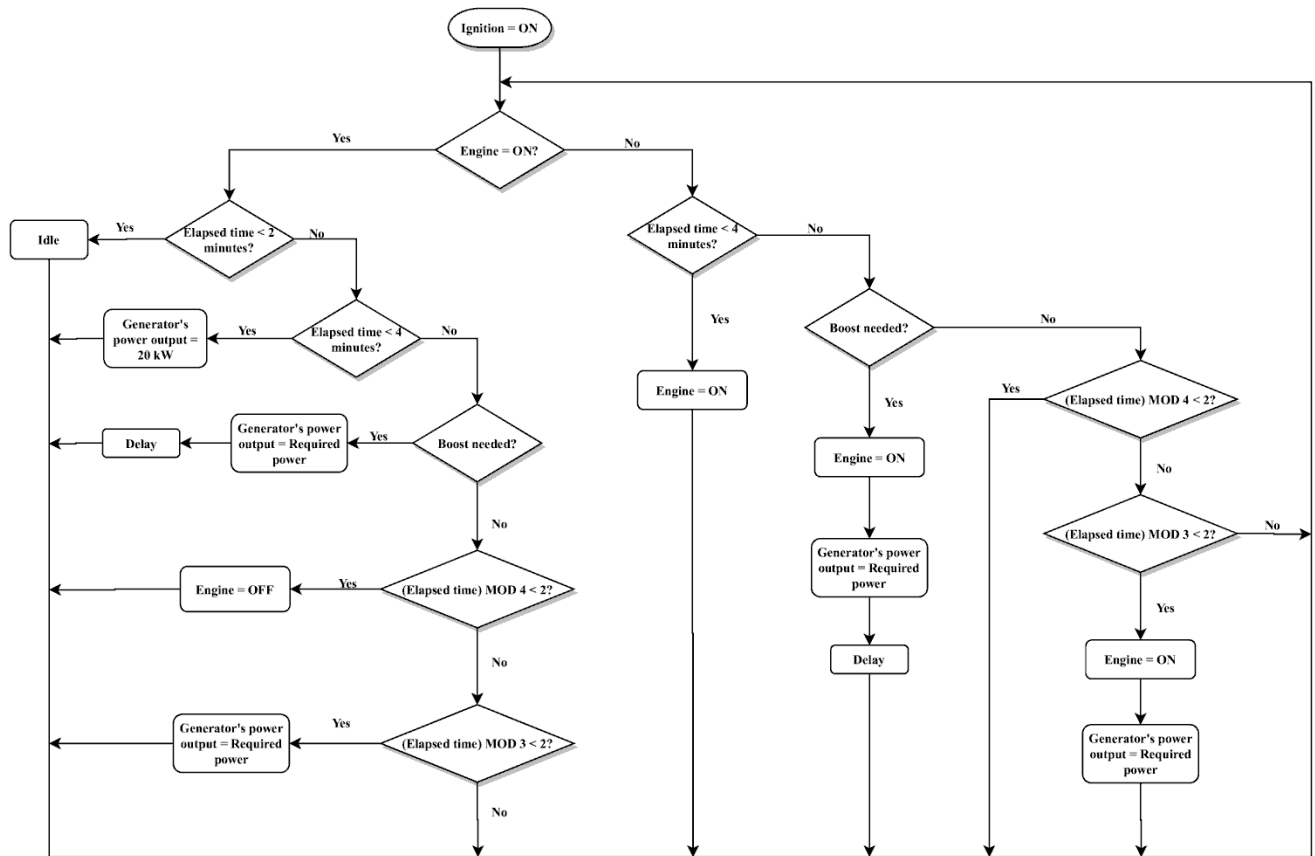 Ignition = ON
Engine = ON?
Yes
No
Elapsed time < 2
minutes?
Yes
No
Idle
Elapsed time < 4
minutes?
Yes
No
Generator's
power output =
20 kW
Boost needed?
Yes
No
Generator's power
output = Required
power
Delay
(Elapsed time) MOD 4 < 2?
Yes
No
Engine = OFF
(Elapsed time) MOD 3 < 2?
Yes
No
Generator's power
output = Required
power
Elapsed time < 4
minutes?
Yes
No
Engine = ON
Boost needed?
Yes
No
Engine = ON
Generator's power
output = Required
power
Delay
(Elapsed time) MOD 4 < 2?
Yes
No
(Elapsed time) MOD 3 < 2?
No
Yes
Engine = ON
Generator's power
output = Required
power